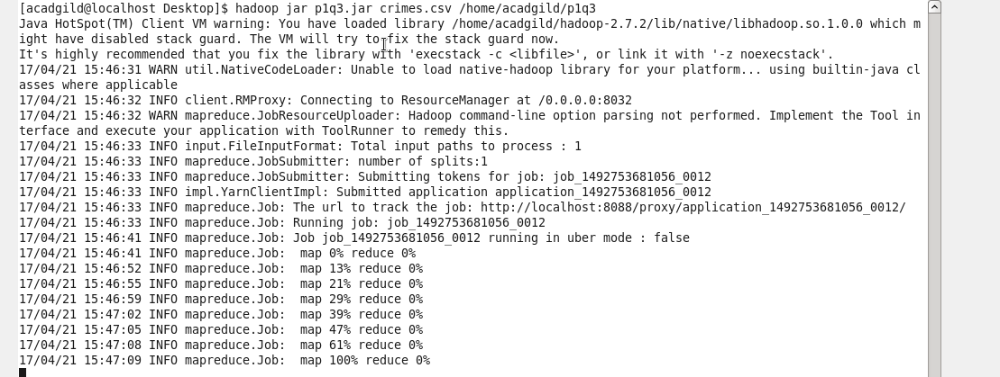 [acadgild@localhost Desktop]$ hadoop jar p1q3.jar crimes.csv /home/acadgild/p1q3
Java HotSpot(TM) Client VM warning: You have loaded library /home/acadgild/hadoop-2.7.2/lib/native/libhadoop.so.1.0.0 which m
ight have disabled stack guard. The VM will try to fix the stack guard now.
It's highly recommended that you fix the library with 'execstack -c <libfile>', or link it with '-z noexecstack'.
17/04/21 15:46:31 WARN util.NativeCodeLoader: Unable to load native-hadoop library for your platform... using builtin-java cl
asses where applicable
17/04/21 15:46:32 INFO client.RMProxy: Connecting to ResourceManager at /0.0.0.0:8032
17/04/21 15:46:32 WARN mapreduce.JobResourceUploader: Hadoop command-line option parsing not performed. Implement the Tool in
terface and execute your application with ToolRunner to remedy this.
17/04/21 15:46:33 INFO input.FileInputFormat: Total input paths to process : 1
17/04/21 15:46:33 INFO mapreduce.JobSubmitter: number of splits:1
17/04/21 15:46:33 INFO mapreduce.JobSubmitter: Submitting tokens for job: job_1492753681056_0012
17/04/21 15:46:33 INFO impl.YarnClientImpl: Submitted application application_1492753681056_0012
17/04/21 15:46:33 INFO mapreduce.Job: The url to track the job: http://localhost:8088/proxy/application_1492753681056_0012/
17/04/21 15:46:33 INFO mapreduce.Job: Running job: job_1492753681056_0012
17/04/21 15:46:41 INFO mapreduce.Job: Job job_1492753681056_0012 running in uber mode : false
17/04/21 15:46:41 INFO mapreduce.Job:  map 0% reduce 0%
17/04/21 15:46:52 INFO mapreduce.Job:  map 13% reduce 0%
17/04/21 15:46:55 INFO mapreduce.Job:  map 21% reduce 0%
17/04/21 15:46:59 INFO mapreduce.Job:  map 29% reduce 0%
17/04/21 15:47:02 INFO mapreduce.Job:  map 39% reduce 0%
17/04/21 15:47:05 INFO mapreduce.Job:  map 47% reduce 0%
17/04/21 15:47:08 INFO mapreduce.Job:  map 61% reduce 0%
17/04/21 15:47:09 INFO mapreduce.Job:  map 100% reduce 0%